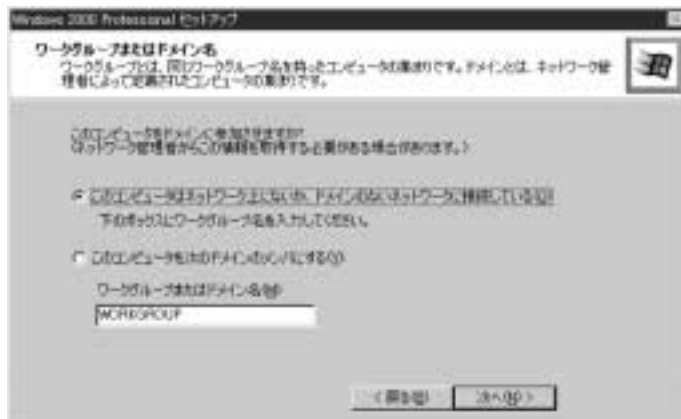 Windows 2000 Professional セットアップ
ワークグループまたはドメイン名
ワークグループとは、同じワークグループ名を持ったコンピュータの集まりです。ドメインとは、ネットワーク管
理者によって定義されたコンピュータの集まりです。
このコンピュータをドメインに参加させますか?
(ネットワーク管理者からこの情報を取得する必要がある場合があります。)
このコンピュータはネットワーク上にないか、ドメインのないネットワークに接続している(O)
下のボックスにワークグループ名を入力してください。
このコンピュータを次のドメインのメンバにする(Y)
ワークグループまたはドメイン名(W)
WORKGROUP
< 戻る(B)
次へ(N) >